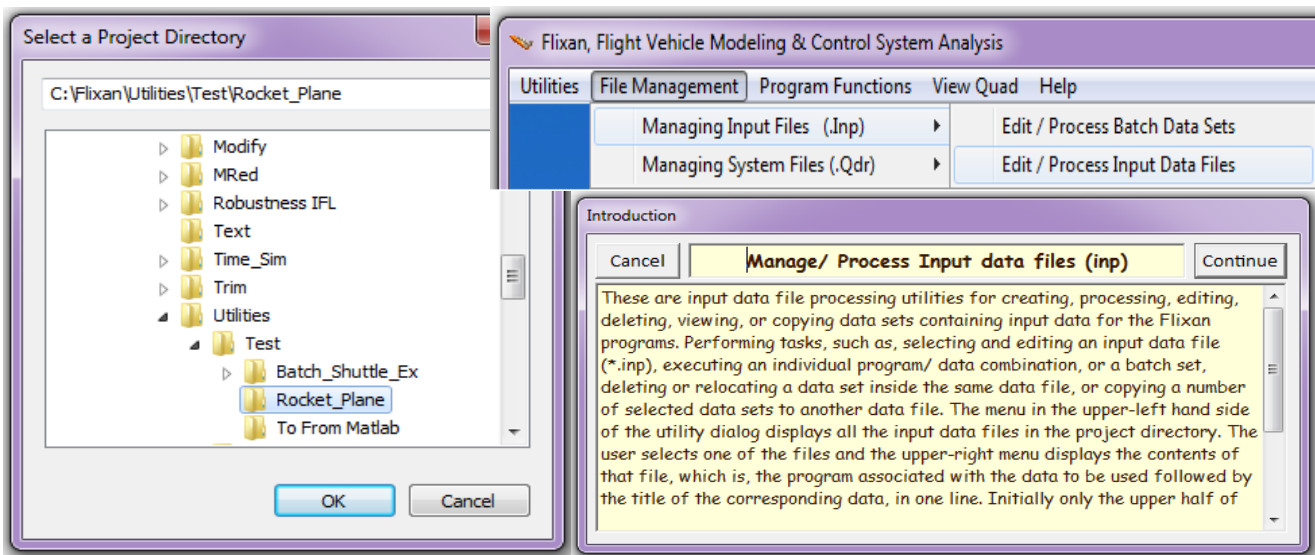 Select a Project Directory
C:\Flixan\Utilities\Test\Rocket_Plane
Modify
MRed
Robustness IFL
Text
Time_Sim
Trim
Utilities
Test
Batch_Shuttle_Ex
Rocket_Plane
To From Matlab
OK Cancel
Flixan, Flight Vehicle Modeling & Control System Analysis
Utilities File Management Program Functions View Quad Help
Managing Input Files (.Inp) Edit / Process Batch Data Sets
Managing System Files (.Qdr) Edit / Process Input Data Files
Introduction
Cancel Manage/ Process Input data files (inp) Continue
These are input data file processing utilities for creating, processing, editing,
deleting, viewing, or copying data sets containing input data for the Flixan
programs. Performing tasks, such as, selecting and editing an input data file
(*.inp), executing an individual program/ data combination, or a batch set,
deleting or relocating a data set inside the same data file, or copying a number
of selected data sets to another data file. The menu in the upper-left hand side
of the utility dialog displays all the input data files in the project directory. The
user selects one of the files and the upper-right menu displays the contents of
that file, which is, the program associated with the data to be used followed by
the title of the corresponding data, in one line. Initially only the upper half of